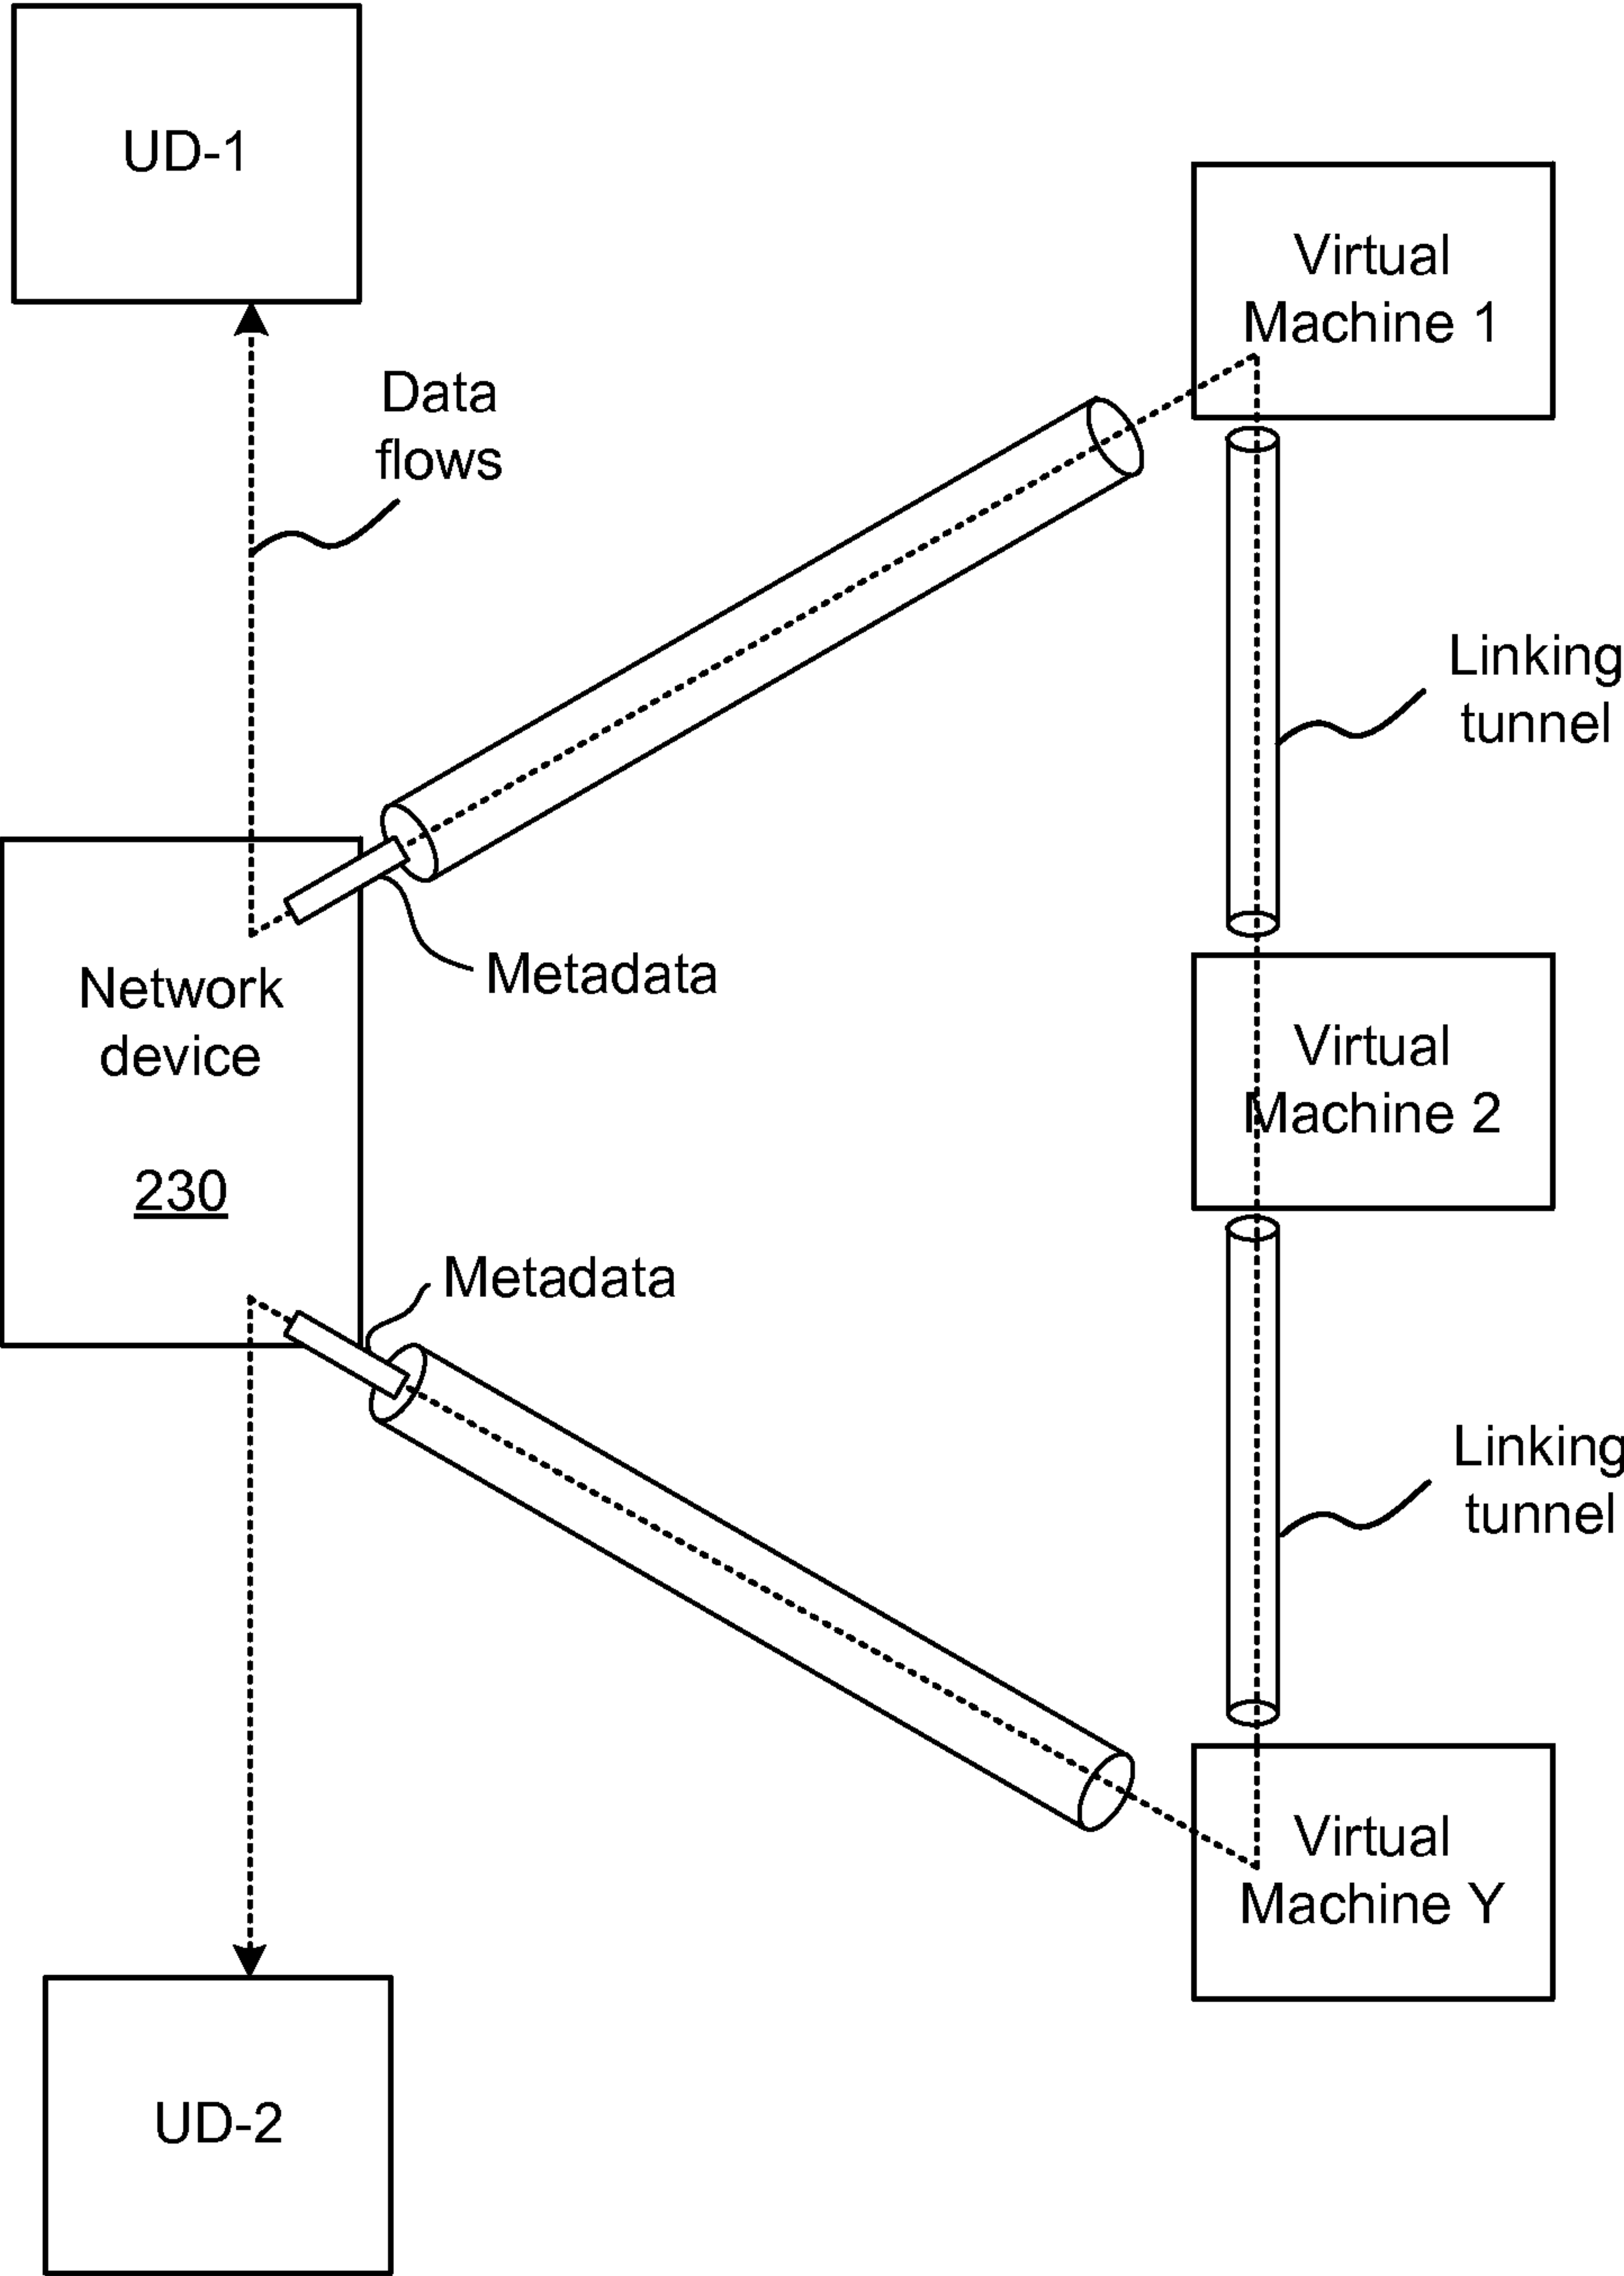 UD-1
Virtual
Machine 1
Data
flows
Linking
tunnel
Metadata
Network
device
230
Virtual
Machine 2
Metadata
Linking
tunnel
Virtual
Machine Y
UD-2